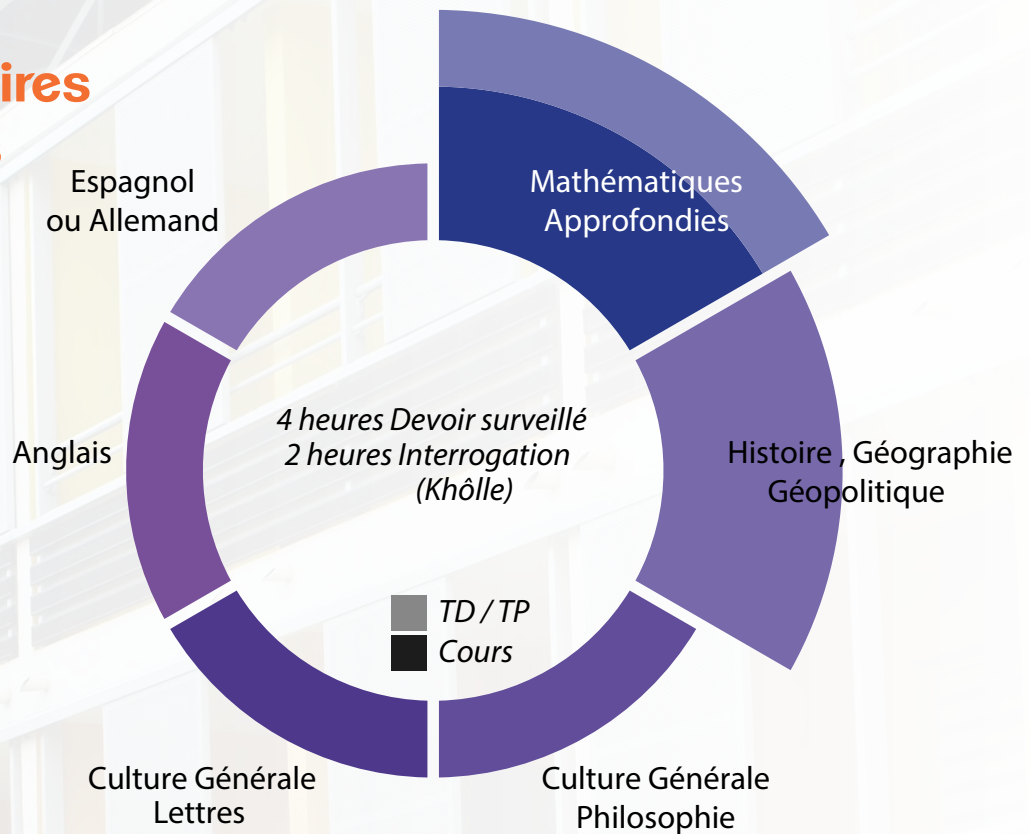 Espagnol
ou Allemand
Mathématiques
Approfondies
Anglais
4 heures Devoir surveillé
2 heures Interrogation
(Khôlle)
Histoire , Géographie
Géopolitique
TD / TP
Cours
Culture Générale
Lettres
Culture Générale
Philosophie